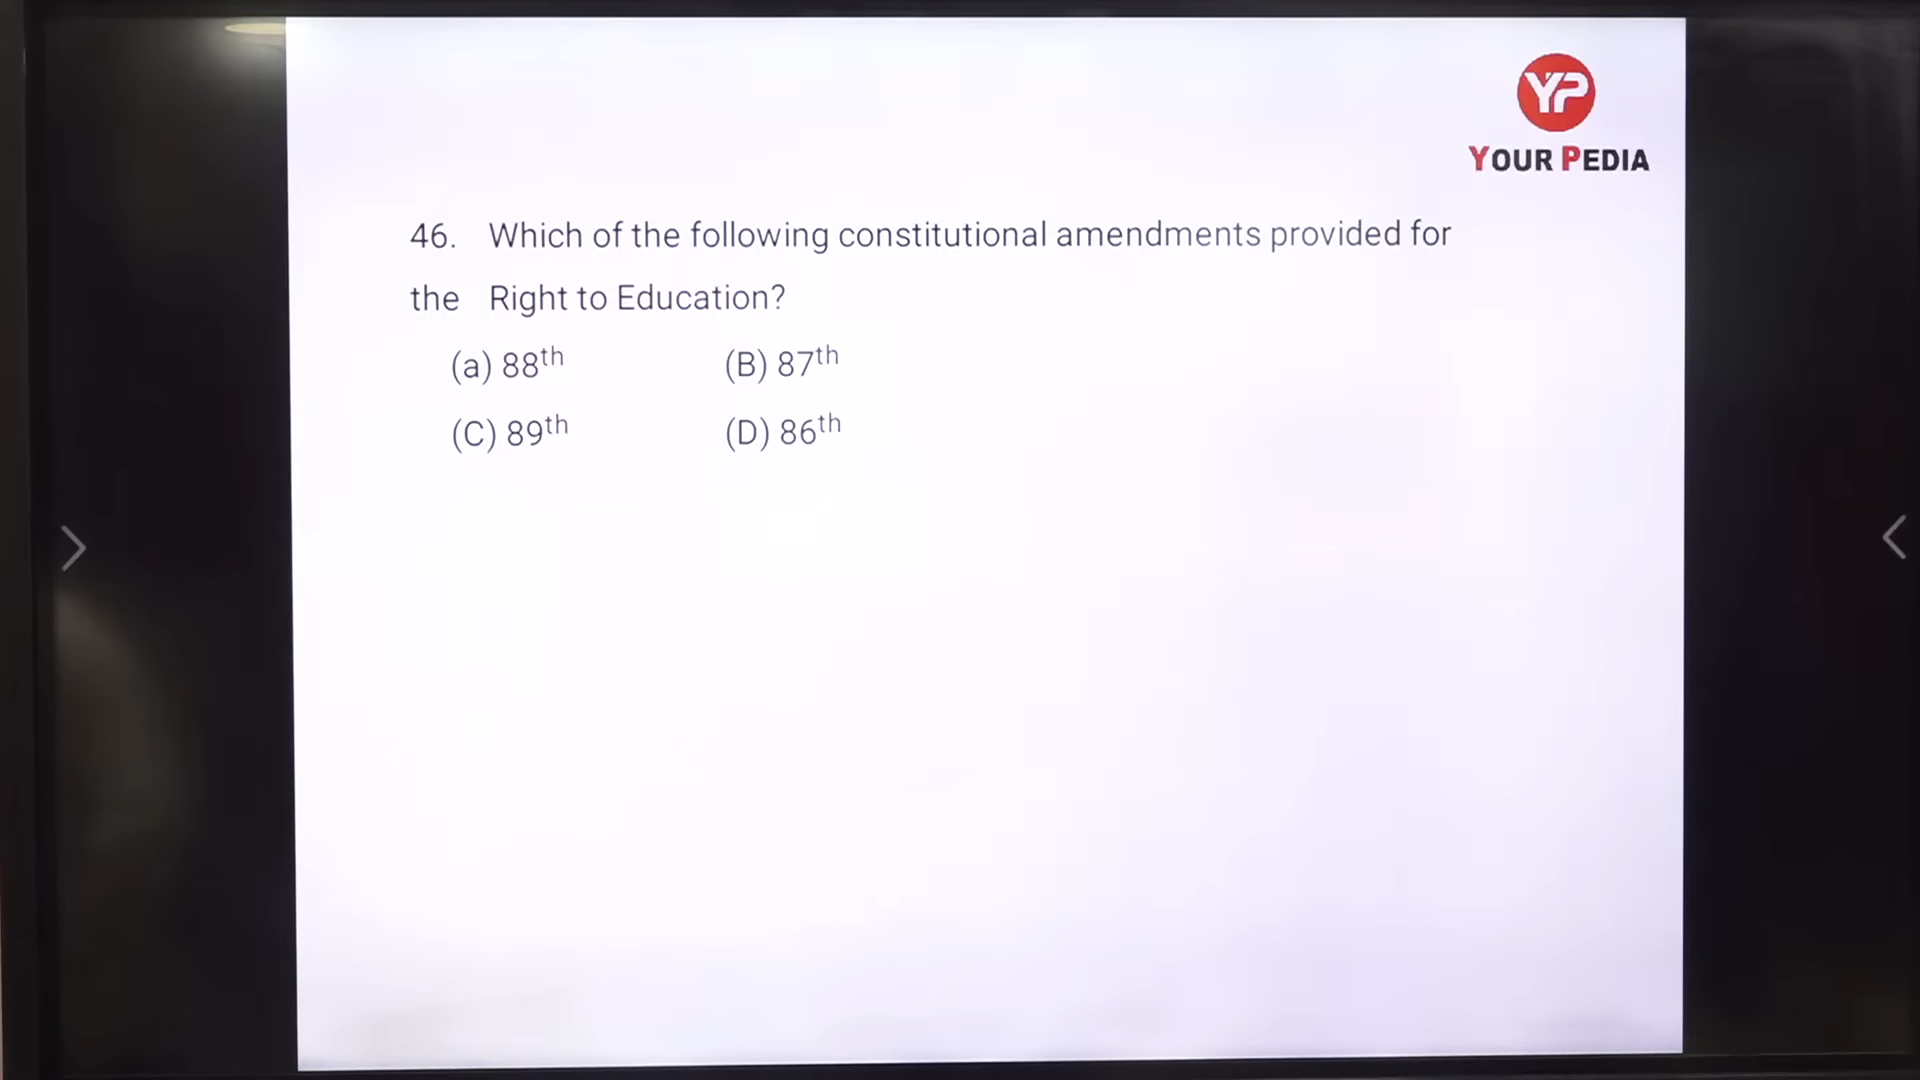 YP
YOUR PEDIA
46. Which of the following constitutional amendments provided for
the Right to Education?
(a) 88th (B) 87th
(C) 89th (D) 86th